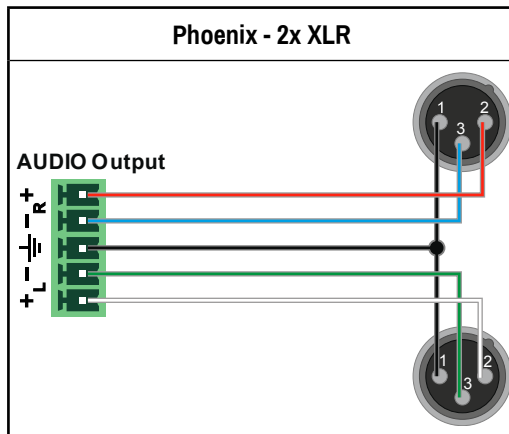 Phoenix - 2x XLR
1 2
3
AUDIO Output
+
- R
- L
+
1 2
3